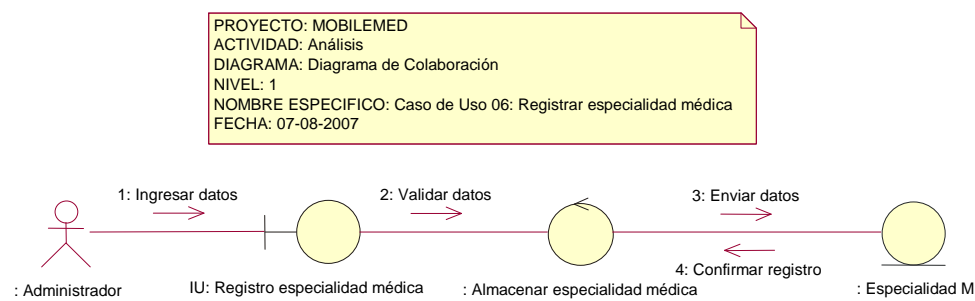 PROYECTO: MOBILEMED
ACTIVIDAD: Análisis
DIAGRAMA: Diagrama de Colaboración
NIVEL: 1
NOMBRE ESPECIFICO: Caso de Uso 06: Registrar especialidad médica
FECHA: 07-08-2007
1: Ingresar datos
2: Validar datos
3: Enviar datos
4: Confirmar registro
: Administrador
IU: Registro especialidad médica
: Almacenar especialidad médica
: Especialidad M